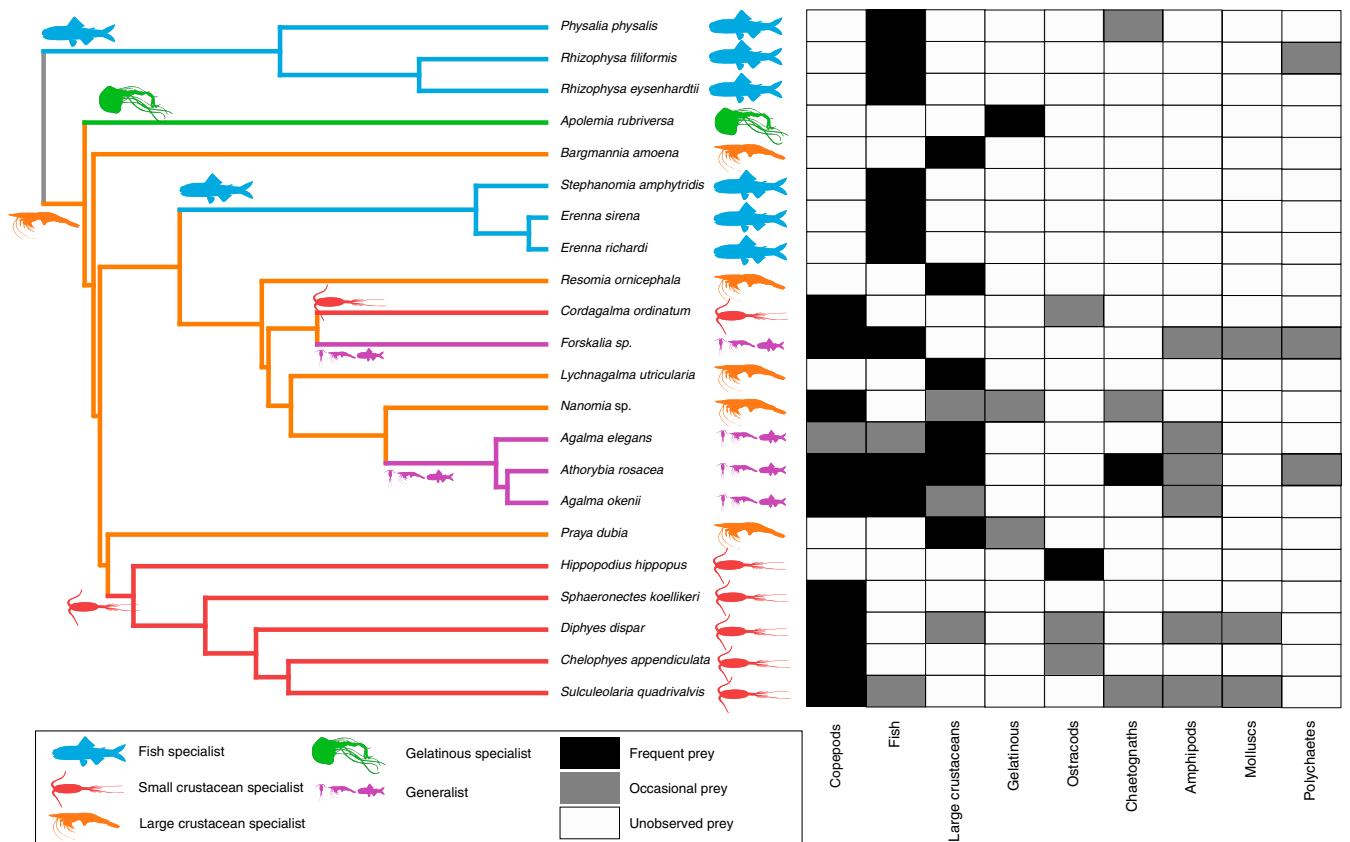 Physalia physalis
Rhizophysa filiformis
Rhizophysa eysenhardtii
Apolemia rubriversa
Bargmannia amoena
Stephanomia amphytridis
Erenna sirena
Erenna richardi
Resomia ornicephala
Cordagalma ordinatum
Forskalia sp.
Lychnagalma utricularia
Nanomia sp.
Agalma elegans
Athorybia rosacea
Agalma okenii
Praya dubia
Hippopodius hippopus
Sphaeronectes koellikeri
Diphyes dispar
Chelophyes appendiculata
Sulculeolaria quadrivalvis
Copepods
Fish
Large crustaceans
Gelatinous
Ostracods
Chaetognaths
Amphipods
Molluscs
Polychaetes
Fish specialist
Small crustacean specialist
Large crustacean specialist
Gelatinous specialist
Generalist
Frequent prey
Occasional prey
Unobserved prey